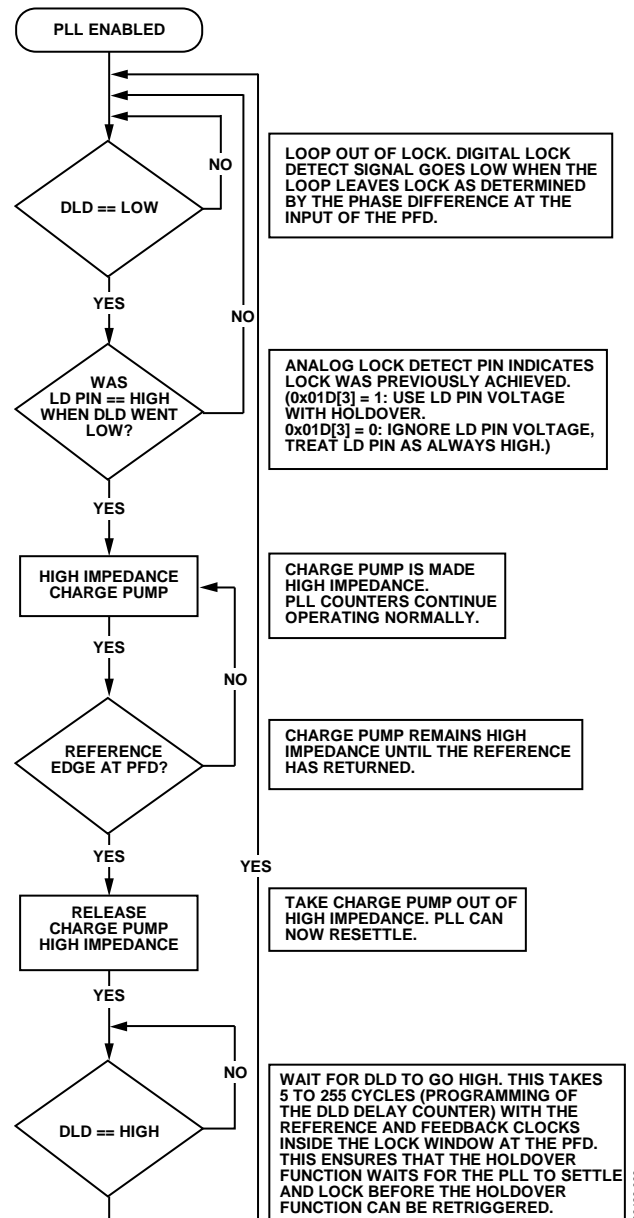 PLL ENABLED
NO
DLD == LOW
LOOP OUT OF LOCK. DIGITAL LOCK
DETECT SIGNAL GOES LOW WHEN THE
LOOP LEAVES LOCK AS DETERMINED
BY THE PHASE DIFFERENCE AT THE
INPUT OF THE PFD.
YES
NO
WAS
LD PIN == HIGH
WHEN DLD WENT
LOW?
ANALOG LOCK DETECT PIN INDICATES
LOCK WAS PREVIOUSLY ACHIEVED.
(0x01D[3] = 1: USE LD PIN VOLTAGE
WITH HOLDOVER.
0x01D[3] = 0: IGNORE LD PIN VOLTAGE,
TREAT LD PIN AS ALWAYS HIGH.)
YES
HIGH IMPEDANCE
CHARGE PUMP
CHARGE PUMP IS MADE
HIGH IMPEDANCE.
PLL COUNTERS CONTINUE
OPERATING NORMALLY.
YES
NO
REFERENCE
EDGE AT PFD?
CHARGE PUMP REMAINS HIGH
IMPEDANCE UNTIL THE REFERENCE
HAS RETURNED.
YES
YES
RELEASE
CHARGE PUMP
HIGH IMPEDANCE
TAKE CHARGE PUMP OUT OF
HIGH IMPEDANCE. PLL CAN
NOW RESETTLE.
YES
NO
DLD == HIGH
WAIT FOR DLD TO GO HIGH. THIS TAKES
5 TO 255 CYCLES (PROGRAMMING OF
THE DLD DELAY COUNTER) WITH THE
REFERENCE AND FEEDBACK CLOCKS
INSIDE THE LOCK WINDOW AT THE PFD.
THIS ENSURES THAT THE HOLDOVER
FUNCTION WAITS FOR THE PLL TO SETTLE
AND LOCK BEFORE THE HOLDOVER
FUNCTION CAN BE RETRIGGERED.